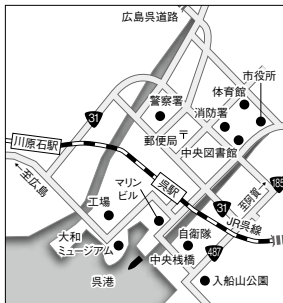 広島呉道路
体育館
市役所
警察署
消防署
31
郵便局
川原石駅
中央図書館
至広島
マリン
ビル
呉駅
至阿賀
185
工場
31
JR呉線
大和
ミュージアム
自衛隊
487
呉港
中央桟橋
入船山公園